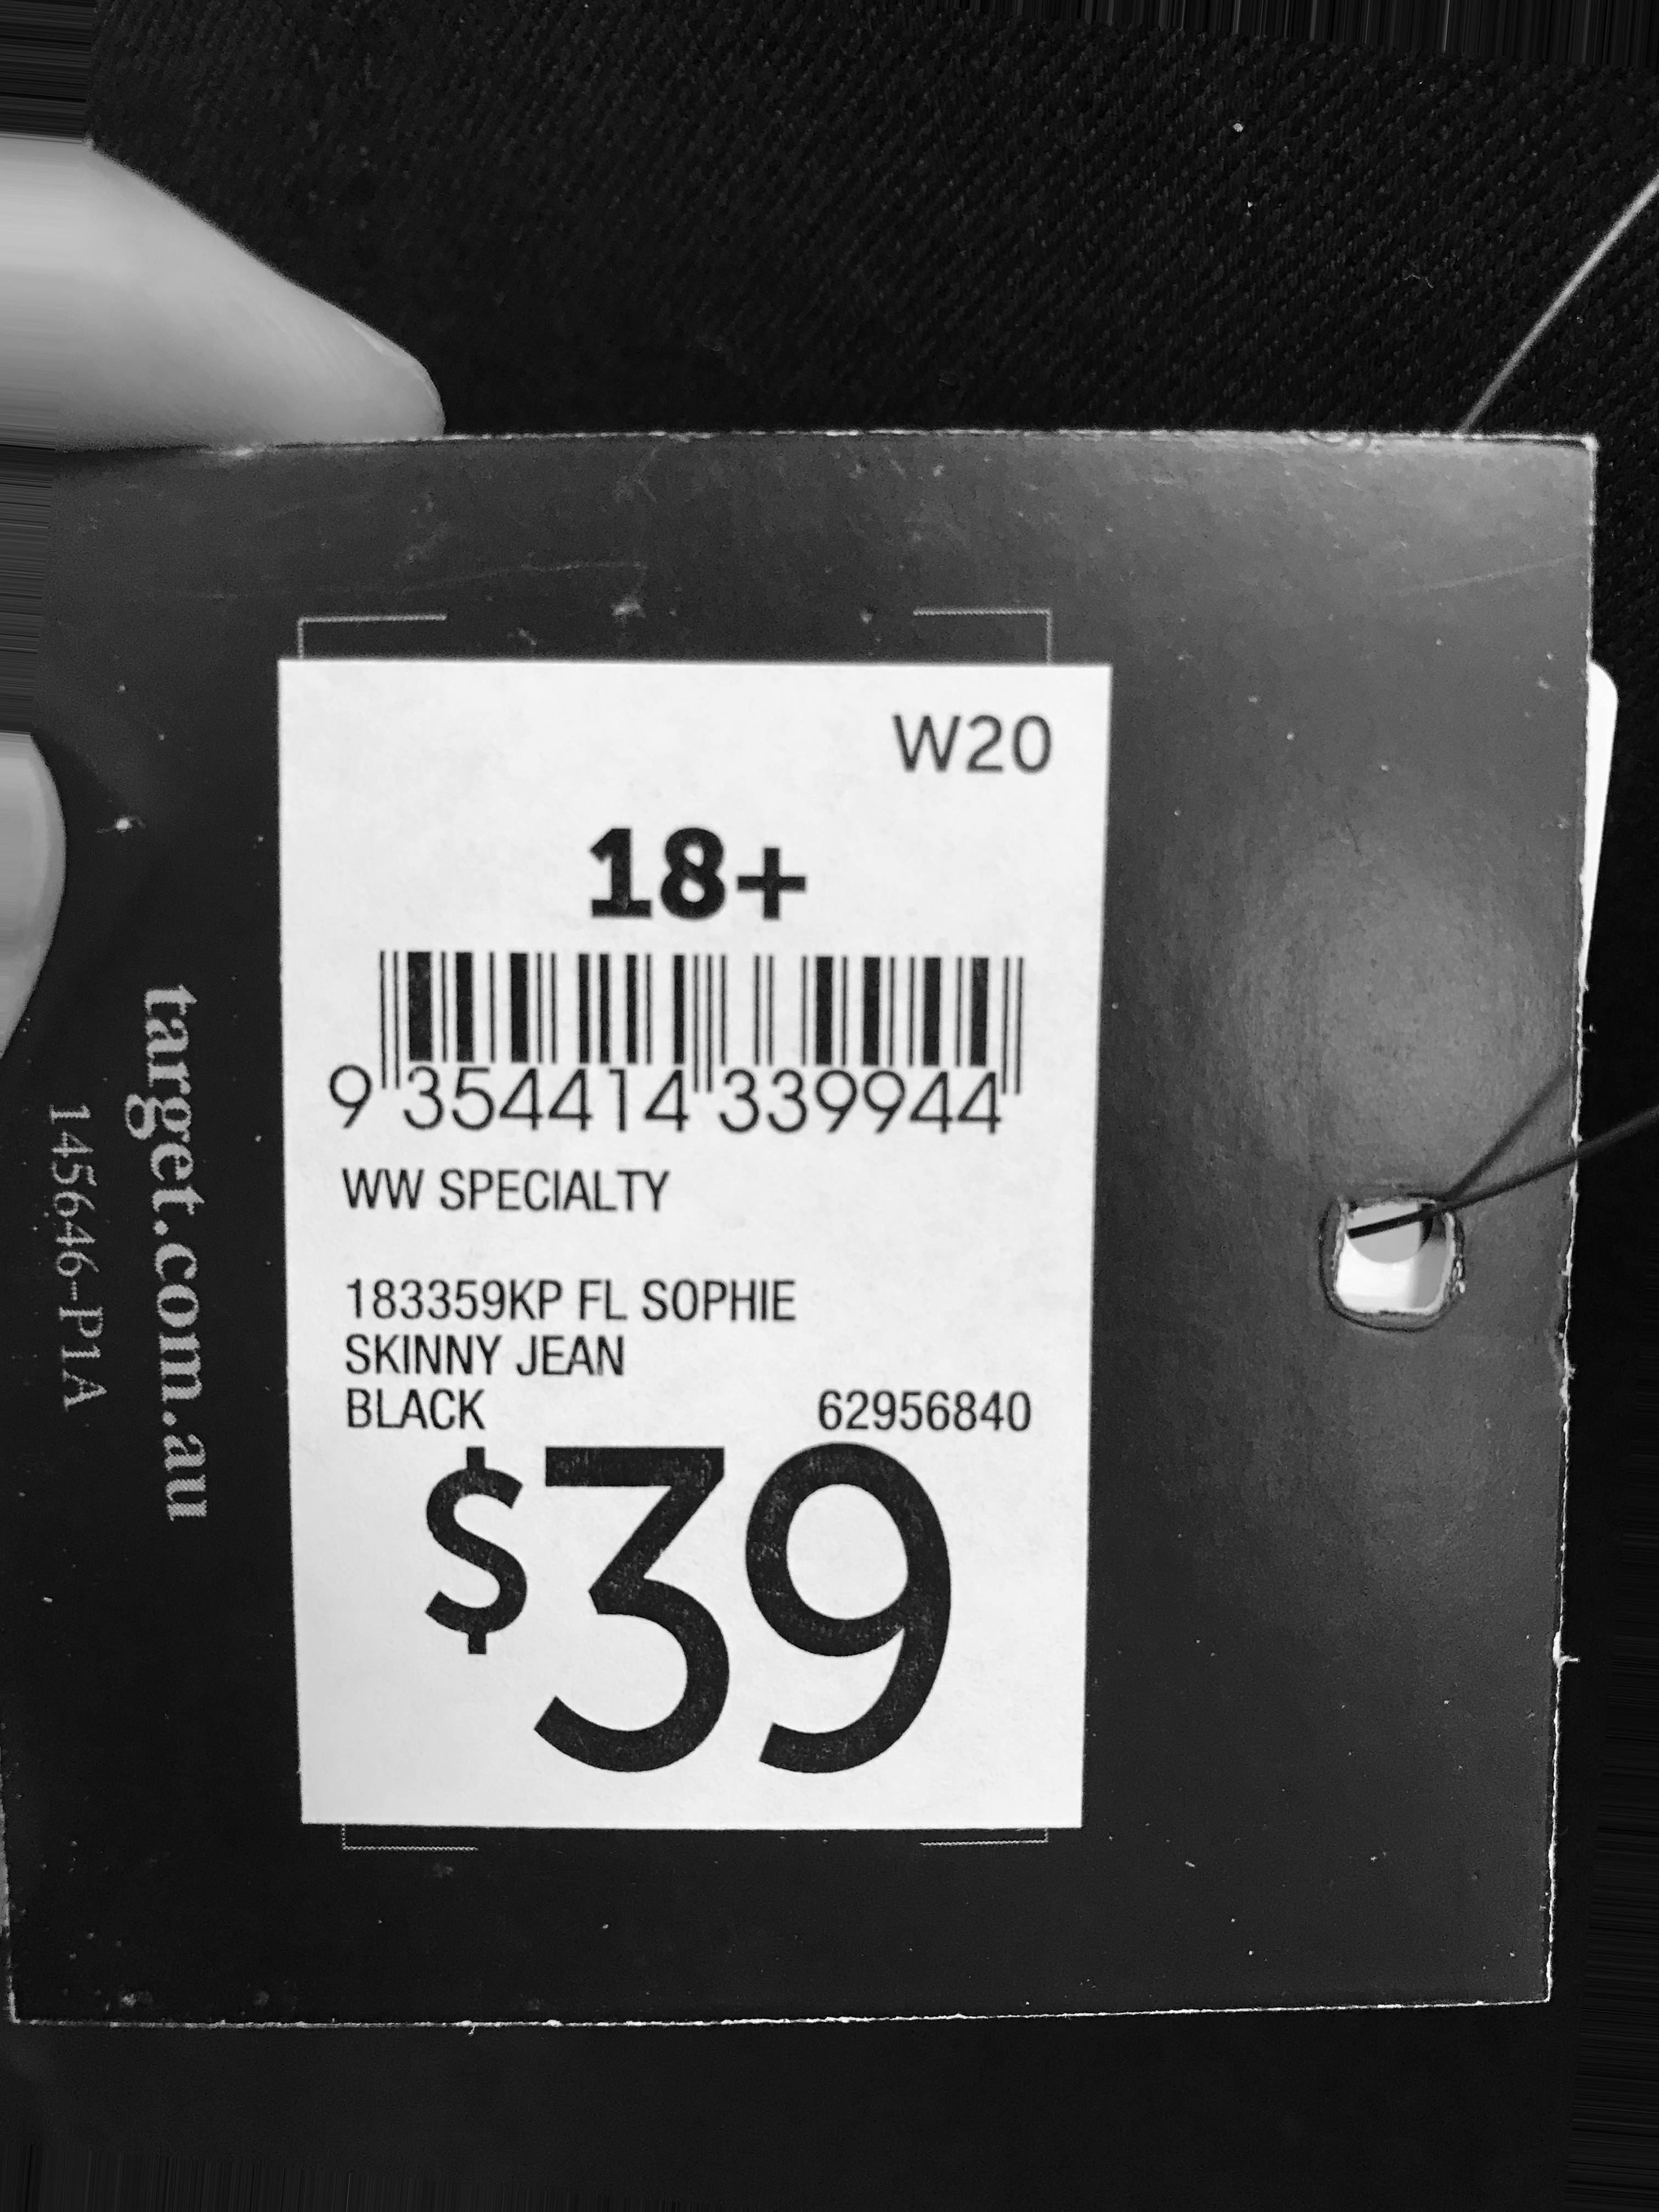 W20
18+
9 354414 339944
WW SPECIALTY
183359KP FL SOPHIE
SKINNY JEAN
BLACK 62956840
$39
target.com.au
145646-P1A